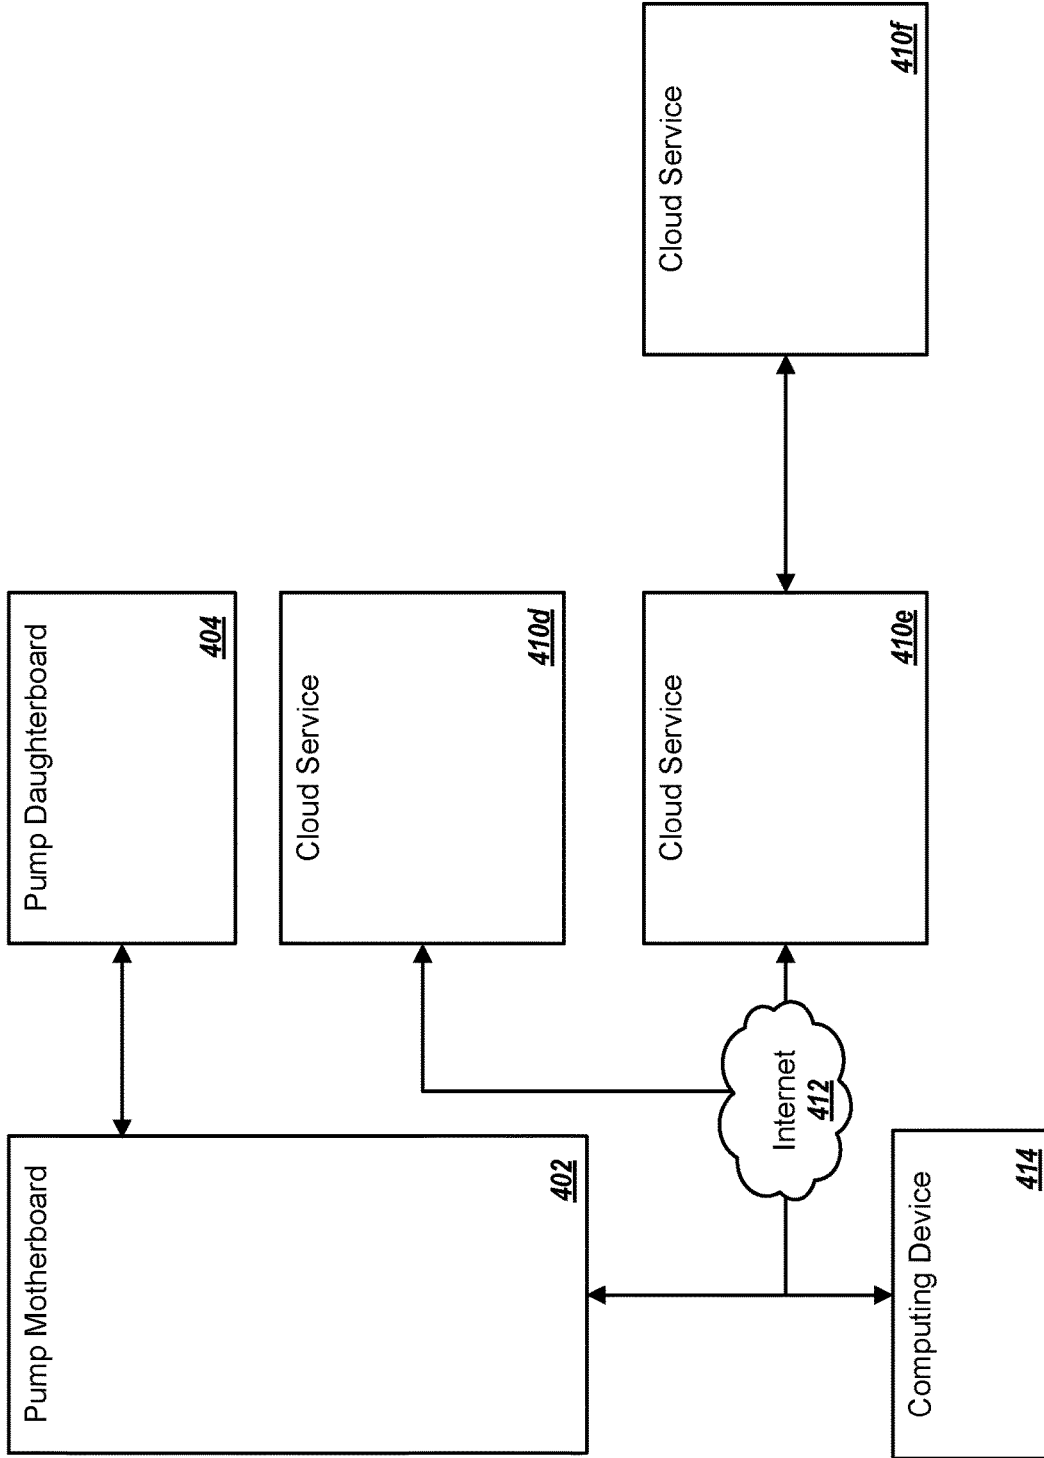 Pump Motherboard
402
Pump Daughterboard
404
Cloud Service
410d
Internet
412
Cloud Service
410e
Cloud Service
410f
Computing Device
414